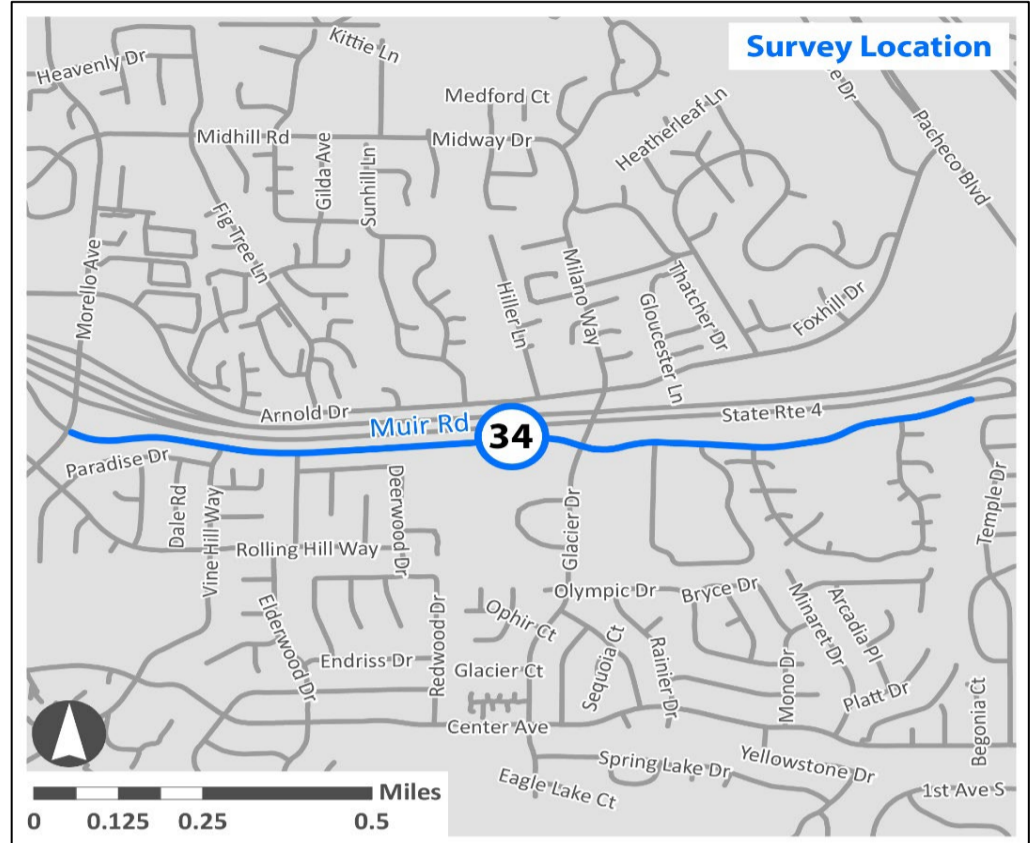 Survey Location
Kittie Ln
Heavenly Dr
Medford Ct
Heatherleaf Ln
e Dr
Pacheco Blvd
Midhill Rd
Gilda Ave
Sunhill Ln
Midway Dr
Fig Tree Ln
Morello Ave
Hiller Ln
Milano Way
Gloucester Ln
Thatcher Dr
Foxhill Dr
Arnold Dr
Muir Rd
34
State Rte 4
Paradise Dr
Dale Rd
Vine Hill Way
Rolling Hill Way
Deerwood Dr
Glacier Dr
Temple Dr
Elderwood Dr
Endriss Dr
Redwood Dr
Ophir Ct
Olympic Dr
Bryce Dr
Sequoia Ct
Rainier Dr
Mono Dr
Minaret Dr
Arcadia Pl
Platt Dr
Glacier Ct
Center Ave
Begonia Ct
Spring Lake Dr
Yellowstone Dr
Eagle Lake Ct
1st Ave S
Miles
0 0.125 0.25 0.5